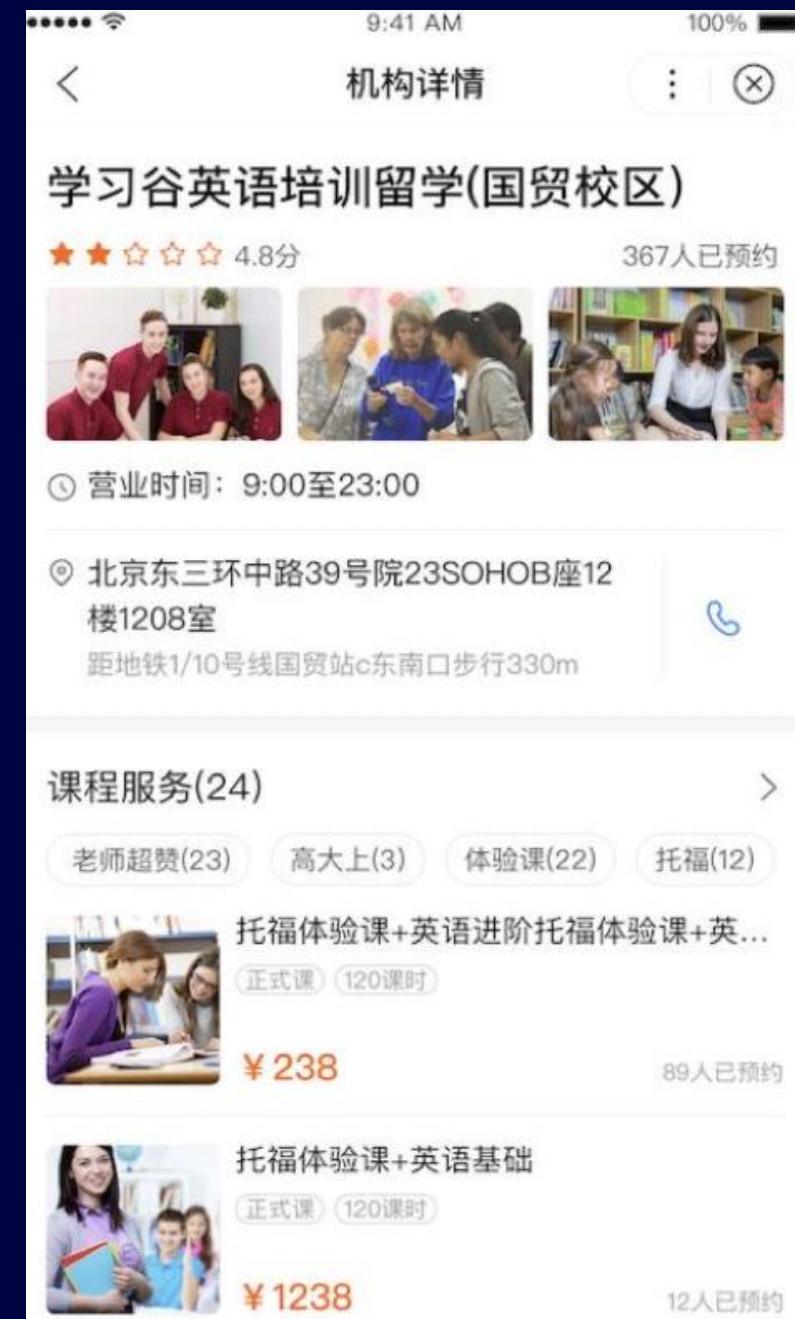 9:41 AM
100%
机构详情
学习谷英语培训留学(国贸校区)
4.8分
367人已预约
营业时间：9:00至23:00
北京东三环中路39号院23SOHOB座12
楼1208室
距地铁1/10号线国贸站c东南口步行330m
课程服务(24)
老师超赞(23)
高大上(3)
体验课(22)
托福(12)
托福体验课+英语进阶托福体验课+英...
正式课
120课时
¥238
89人已预约
托福体验课+英语基础
正式课
120课时
¥1238
12人已预约